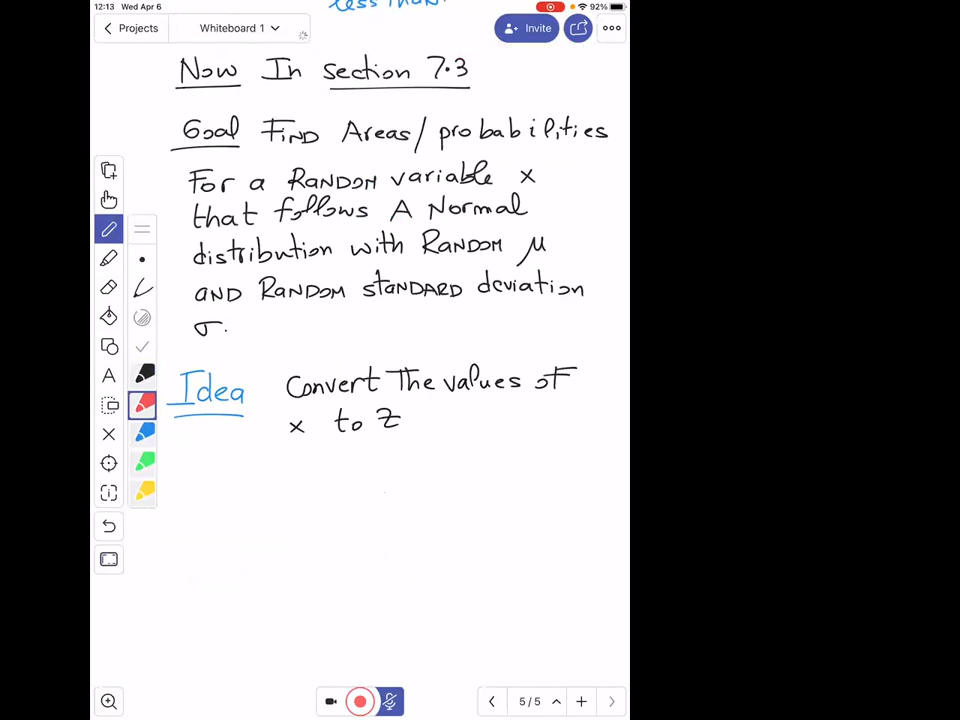 12:13 Wed Apr 6
92%
less than
Projects
Whiteboard 1
Invite
Now In section 7.3
Goal FIND Areas/probabilities
For a RANDOM variable x
that follows A Normal
distribution with RANDOM μ
AND RANDOM STANDARD deviation
σ.
Idea Convert The values of
x to Z
A
5/5